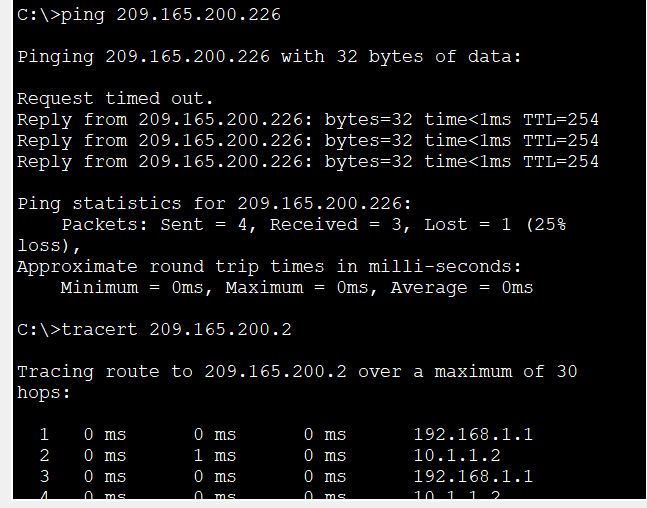 C:\>ping 209.165.200.226
Pinging 209.165.200.226 with 32 bytes of data:
Request timed out.
Reply from 209.165.200.226: bytes=32 time<1ms TTL=254
Reply from 209.165.200.226: bytes=32 time<1ms TTL=254
Reply from 209.165.200.226: bytes=32 time<1ms TTL=254
Ping statistics for 209.165.200.226:
Packets: Sent = 4, Received = 3, Lost = 1 (25%
loss),
Approximate round trip times in milli-seconds:
Minimum = 0ms, Maximum = 0ms, Average = 0ms
C:\>tracert 209.165.200.2
Tracing route to 209.165.200.2 over a maximum of 30
hops:
1 0 ms 0 ms 0 ms 192.168.1.1
2 0 ms 1 ms 0 ms 10.1.1.2
3 0 ms 0 ms 0 ms 192.168.1.1
4 0 ms 0 ms 0 ms 10.1.1.2